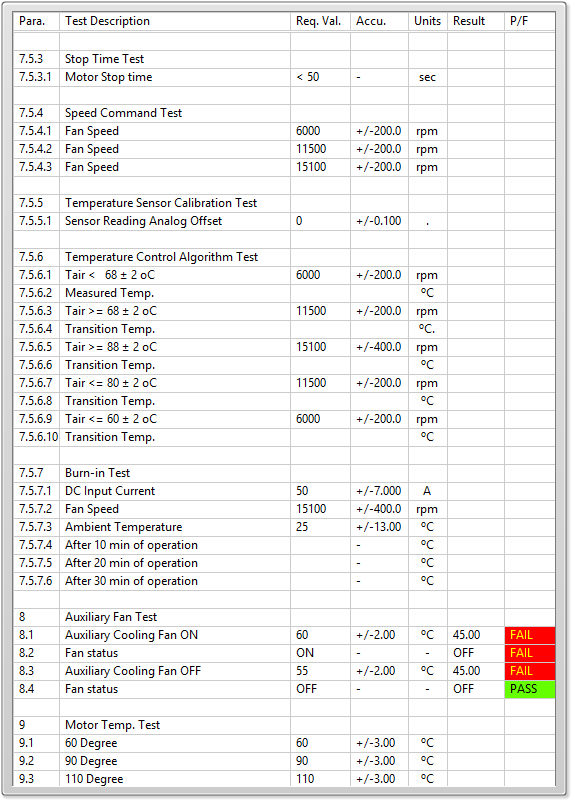 Para. Test Description Req. Val. Accu. Units Result P/F
7.5.3 Stop Time Test
7.5.3.1 Motor Stop time < 50 - sec
7.5.4 Speed Command Test
7.5.4.1 Fan Speed 6000 +/-200.0 rpm
7.5.4.2 Fan Speed 11500 +/-200.0 rpm
7.5.4.3 Fan Speed 15100 +/-200.0 rpm
7.5.5 Temperature Sensor Calibration Test
7.5.5.1 Sensor Reading Analog Offset 0 +/-0.100 .
7.5.6 Temperature Control Algorithm Test
7.5.6.1 Tair < 68 ± 2 oC 6000 +/-200.0 rpm
7.5.6.2 Measured Temp. ºC
7.5.6.3 Tair >= 68 ± 2 oC 11500 +/-200.0 rpm
7.5.6.4 Transition Temp. ºC.
7.5.6.5 Tair >= 88 ± 2 oC 15100 +/-400.0 rpm
7.5.6.6 Transition Temp. ºC
7.5.6.7 Tair <= 80 ± 2 oC 11500 +/-200.0 rpm
7.5.6.8 Transition Temp. ºC
7.5.6.9 Tair <= 60 ± 2 oC 6000 +/-200.0 rpm
7.5.6.10 Transition Temp. ºC
7.5.7 Burn-in Test
7.5.7.1 DC Input Current 50 +/-7.000 A
7.5.7.2 Fan Speed 15100 +/-400.0 rpm
7.5.7.3 Ambient Temperature 25 +/-13.00 ºC
7.5.7.4 After 10 min of operation - ºC
7.5.7.5 After 20 min of operation - ºC
7.5.7.6 After 30 min of operation - ºC
8 Auxiliary Fan Test
8.1 Auxiliary Cooling Fan ON 60 +/-2.00 ºC 45.00 FAIL
8.2 Fan status ON - - OFF FAIL
8.3 Auxiliary Cooling Fan OFF 55 +/-2.00 ºC 45.00 FAIL
8.4 Fan status OFF - - OFF PASS
9 Motor Temp. Test
9.1 60 Degree 60 +/-3.00 ºC
9.2 90 Degree 90 +/-3.00 ºC
9.3 110 Degree 110 +/-3.00 ºC